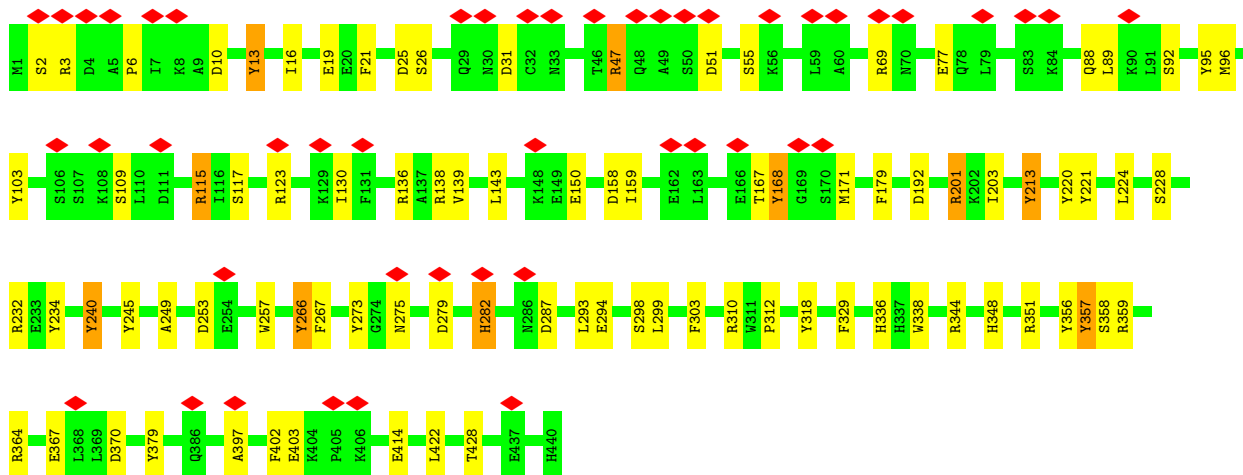 M1 S2 R3 D4 A5 P6 I7 K8 A9 D10 Y13 I16 E19 E20 F21 D25 S26 Q29 N30 D31 C32 N33 T46 R47 Q48 A49 S50 D51 S55 K56 L59 A60 R69 N70 E77 Q78 L79 S83 K84 Q88 L89 K90 L91 S92 Y95 M96
Y103 S106 S107 K108 S109 L110 D111 R115 I116 S117 R123 K129 I130 F131 R136 A137 R138 V139 L143 K148 E149 E150 D158 I159 E162 L163 E166 T167 Y168 G169 S170 M171 F179 D192 R201 K202 I203 Y213 Y220 Y221 L224 S228
R232 E233 Y234 Y240 Y245 A249 D253 E254 W257 Y266 F267 Y273 G274 N275 D279 H282 N286 D287 L293 E294 S298 L299 F303 R310 W311 P312 Y318 F329 H336 H337 W338 R344 H348 R351 Y356 Y357 S358 R359
R364 E367 L368 L369 D370 Y379 Q386 A397 F402 E403 K404 P405 K406 E414 L422 T428 E437 H440